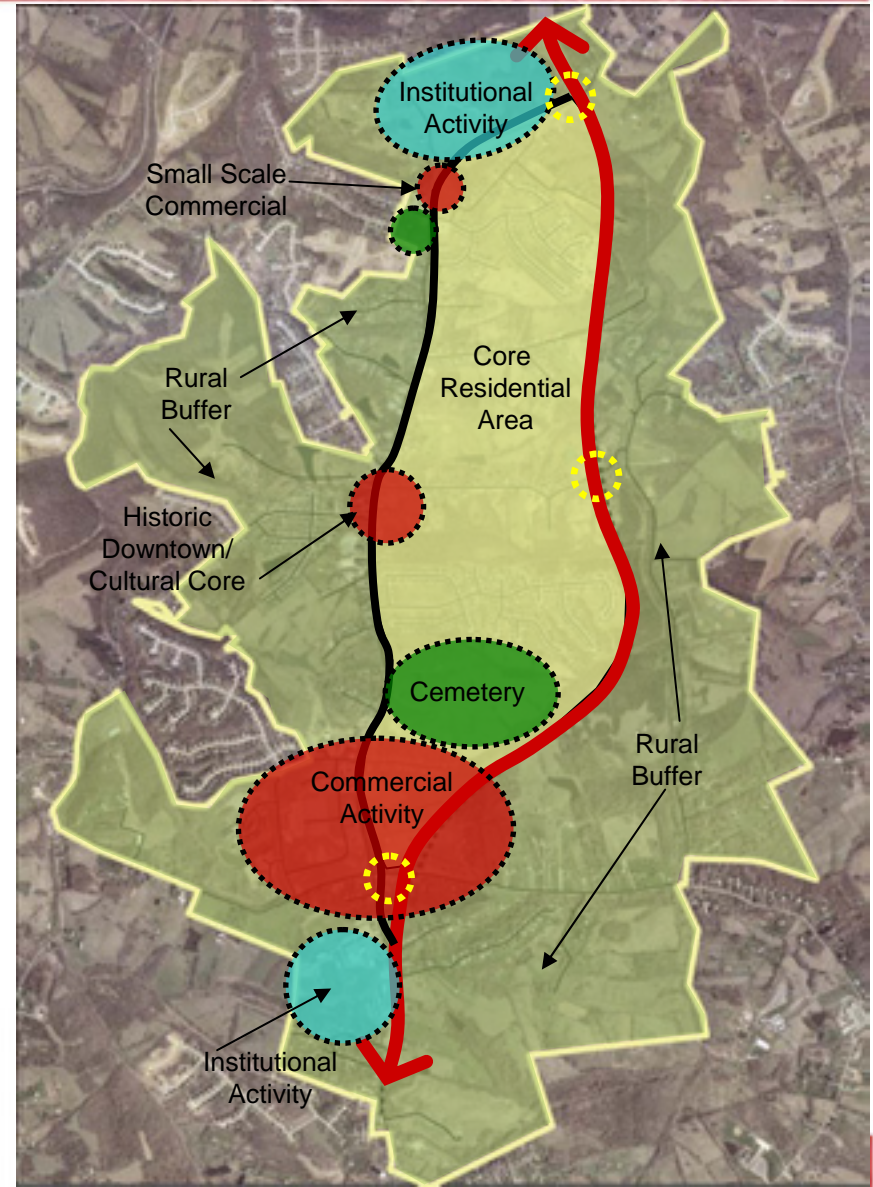 Institutional
Activity
Small Scale
Commercial
Core
Residential
Area
Rural
Buffer
Historic
Downtown/
Cultural Core
Cemetery
Rural
Buffer
Commercial
Activity
Institutional
Activity